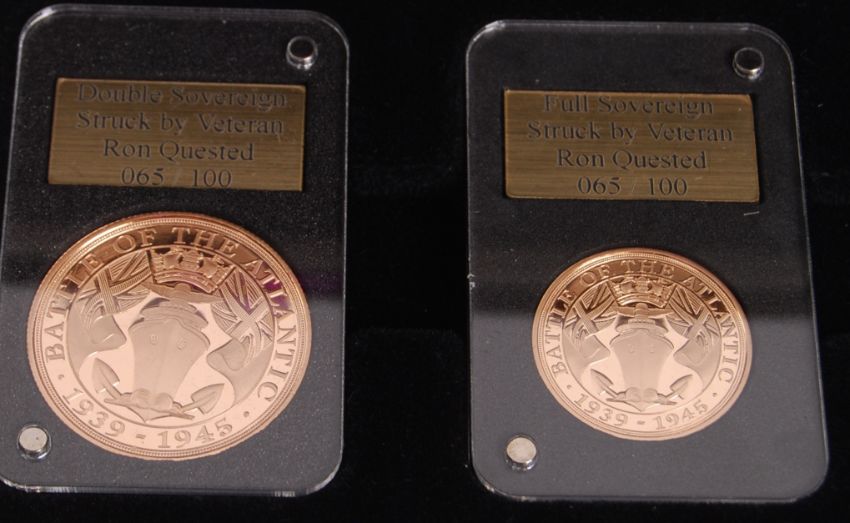 Double Sovereign
Struck by Veteran
Ron Quested
065 / 100
BATTLE OF THE ATLANTIC
· 1939 - 1945 ·
Full Sovereign
Struck by Veteran
Ron Quested
065 / 100
BATTLE OF THE ATLANTIC
· 1939 - 1945 ·